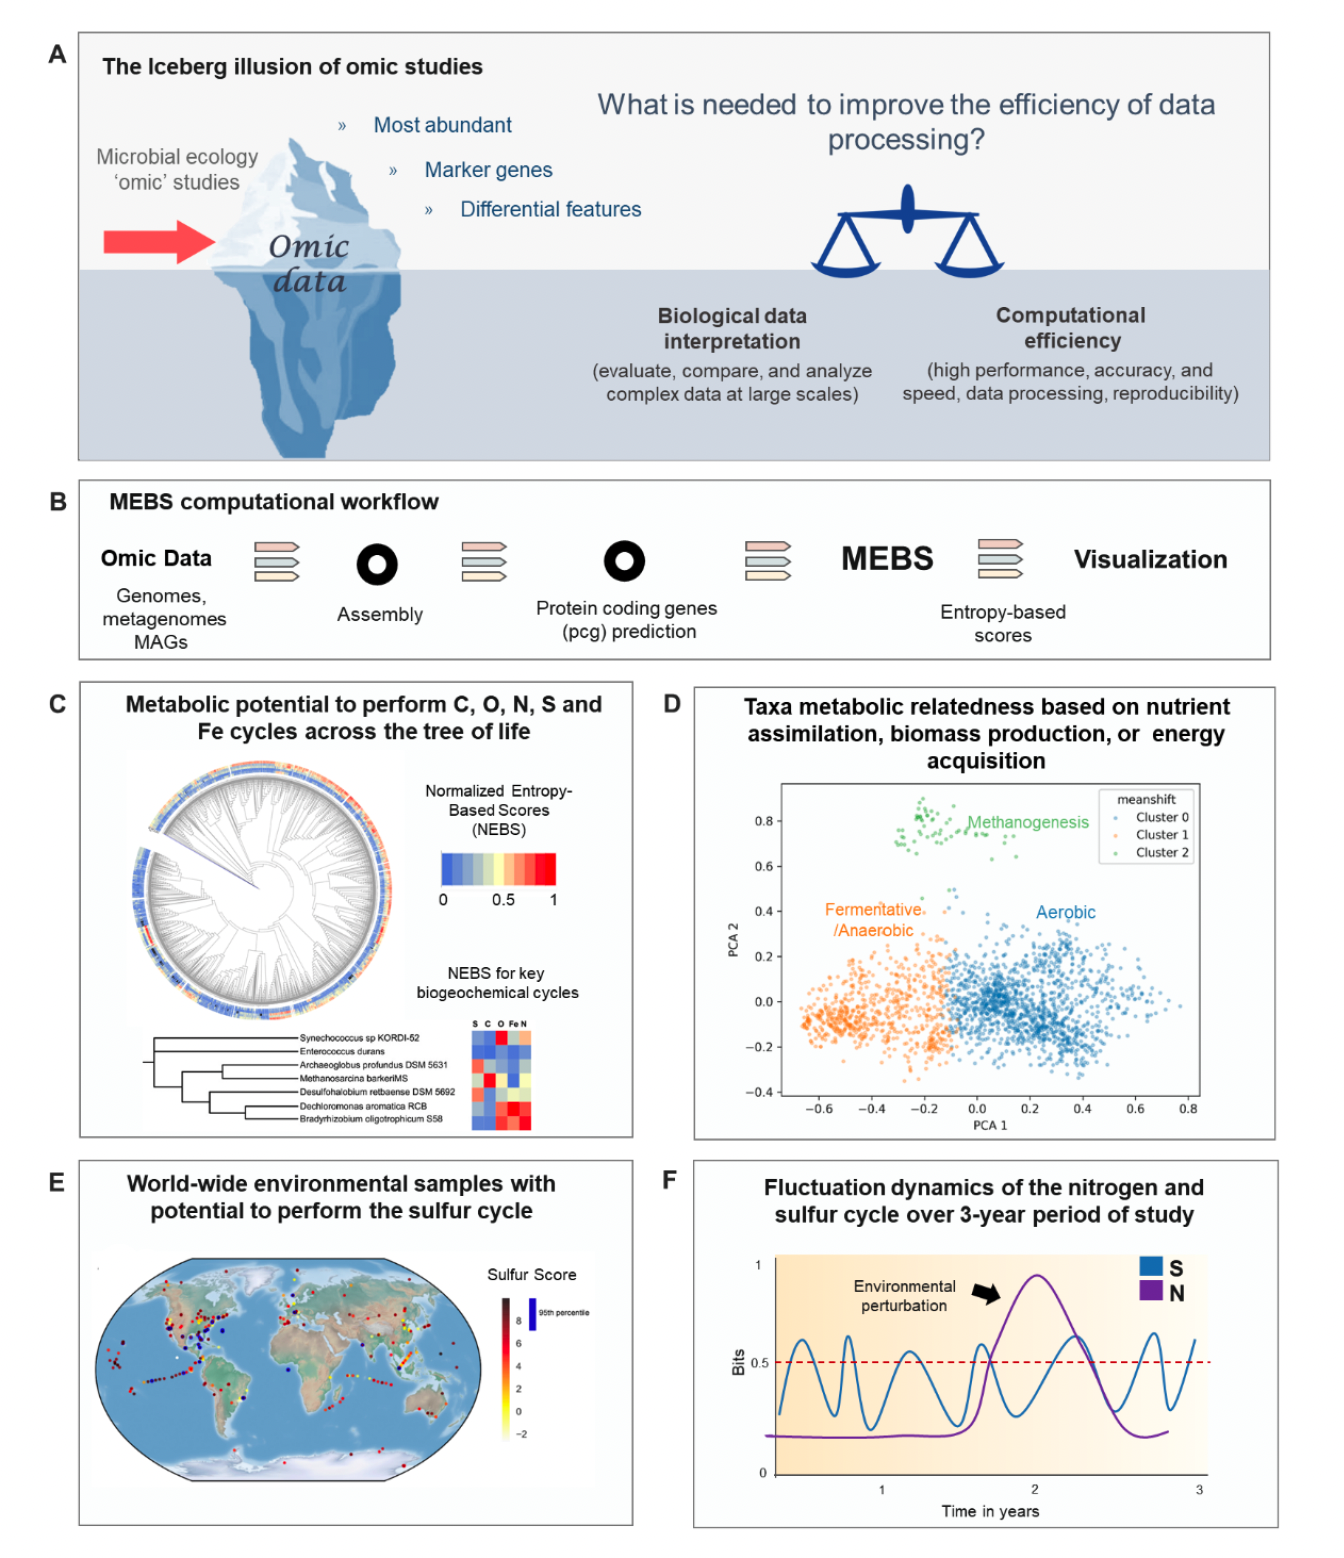 A
The Iceberg illusion of omic studies
What is needed to improve the efficiency of data
processing?
» Most abundant
» Marker genes
» Differential features
Microbial ecology
‘omic’ studies
Omic
data
Biological data
interpretation
(evaluate, compare, and analyze
complex data at large scales)
Computational
efficiency
(high performance, accuracy, and
speed, data processing, reproducibility)
B
MEBS computational workflow
Omic Data
Genomes,
metagenomes
MAGs
Assembly
Protein coding genes
(pcg) prediction
MEBS
Entropy-based
scores
Visualization
C
Metabolic potential to perform C, O, N, S and
Fe cycles across the tree of life
Normalized Entropy-
Based Scores
(NEBS)
0 0.5 1
NEBS for key
biogeochemical cycles
S C O Fe N
Synechococcus sp KORDI-52
Enterococcus durans
Archaeoglobus profundus DSM 5631
Methanosarcina barkeriMS
Desulfohalobium retbaense DSM 5692
Dechloromonas aromatica RCB
Bradyrhizobium oligotrophicum S58
D
Taxa metabolic relatedness based on nutrient
assimilation, biomass production, or energy
acquisition
meanshift
Cluster 0
Cluster 1
Cluster 2
Methanogenesis
Fermentative
/Anaerobic
Aerobic
PCA 2
0.8
0.6
0.4
0.2
0.0
−0.2
−0.4
−0.6 −0.4 −0.2 0.0 0.2 0.4 0.6 0.8
PCA 1
E
World-wide environmental samples with
potential to perform the sulfur cycle
Sulfur Score
95th percentile
8
6
4
2
0
−2
F
Fluctuation dynamics of the nitrogen and
sulfur cycle over 3-year period of study
Environmental
perturbation
S
N
Bits
1
0.5
0
1 2 3
Time in years